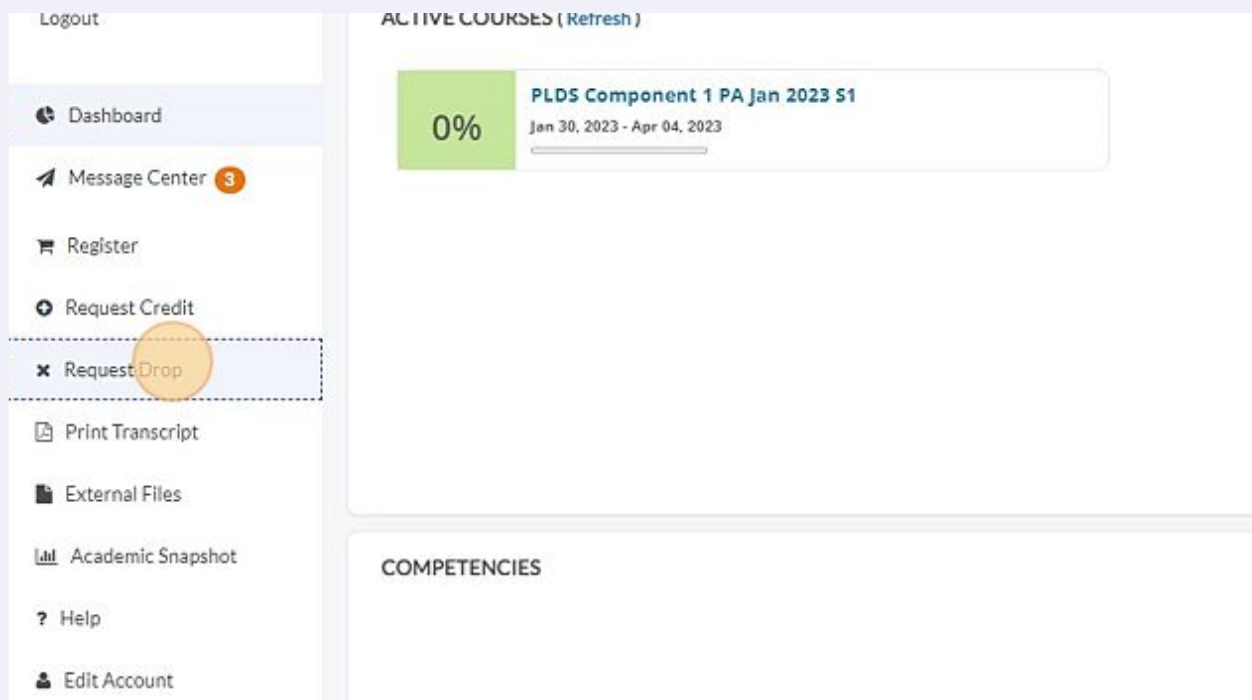 Logout
Dashboard
Message Center 3
Register
Request Credit
Request Drop
Print Transcript
External Files
Academic Snapshot
? Help
Edit Account
ACTIVE COURSES ( Refresh )
0%
PLDS Component 1 PA Jan 2023 S1
Jan 30, 2023 - Apr 04, 2023
COMPETENCIES